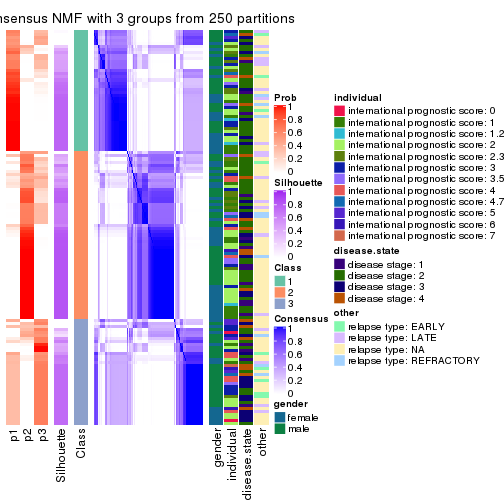 nsensus NMF with 3 groups from 250 partitions
Prob
1
0.8
0.6
0.4
0.2
0
Silhouette
1
0.8
0.6
0.4
0.2
0
Class
1
2
3
Consensus
1
0.8
0.6
0.4
0.2
0
gender
female
male
individual
international prognostic score: 0
international prognostic score: 1
international prognostic score: 1.2
international prognostic score: 2
international prognostic score: 2.3
international prognostic score: 3
international prognostic score: 3.5
international prognostic score: 4
international prognostic score: 4.7
international prognostic score: 5
international prognostic score: 6
international prognostic score: 7
disease.state
disease stage: 1
disease stage: 2
disease stage: 3
disease stage: 4
other
relapse type: EARLY
relapse type: LATE
relapse type: NA
relapse type: REFRACTORY
p1
p2
p3
Silhouette
Class
gender
individual
disease.state
other